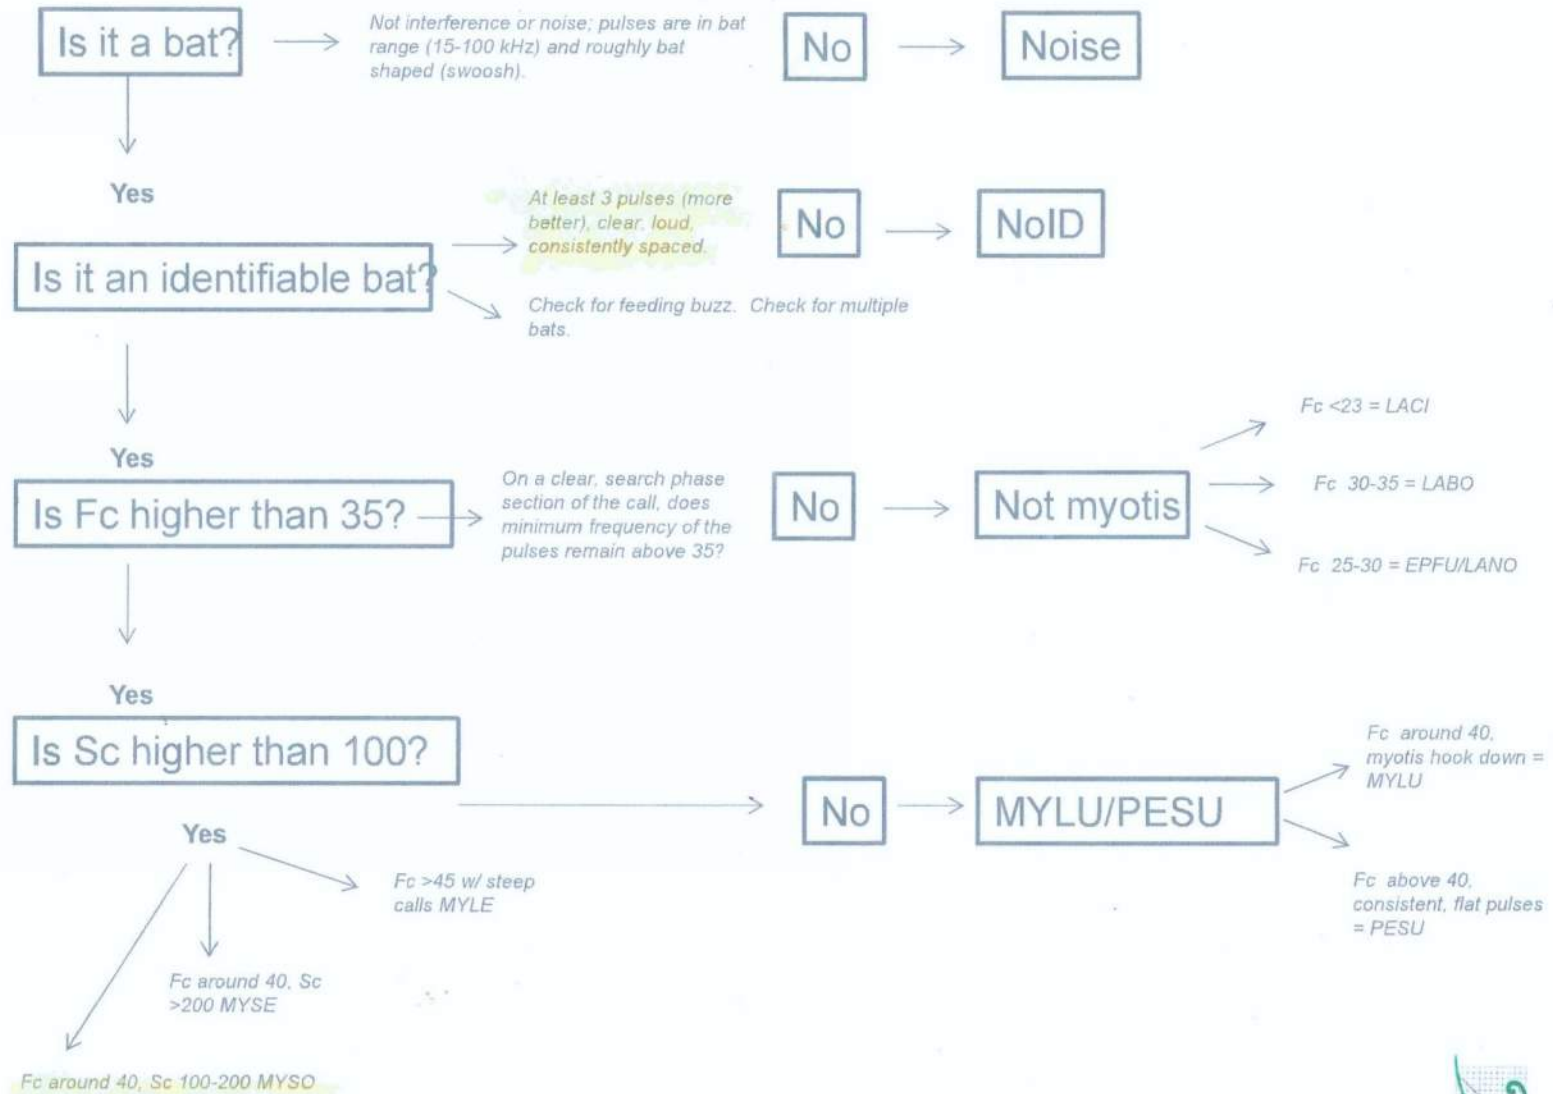 Is it a bat?
Not interference or noise; pulses are in bat
range (15-100 kHz) and roughly bat
shaped (swoosh).
No
Noise
Yes
Is it an identifiable bat?
At least 3 pulses (more
better), clear, loud,
consistently spaced.
Check for feeding buzz. Check for multiple
bats.
No
NoID
Yes
Is Fc higher than 35?
On a clear, search phase
section of the call, does
minimum frequency of the
pulses remain above 35?
No
Not myotis
Fc <23 = LACI
Fc 30-35 = LABO
Fc 25-30 = EPFU/LANO
Yes
Is Sc higher than 100?
No
MYLU/PESU
Fc around 40,
myotis hook down =
MYLU
Fc above 40,
consistent, flat pulses
= PESU
Yes
Fc >45 w/ steep
calls MYLE
Fc around 40, Sc
>200 MYSE
Fc around 40, Sc 100-200 MYSO